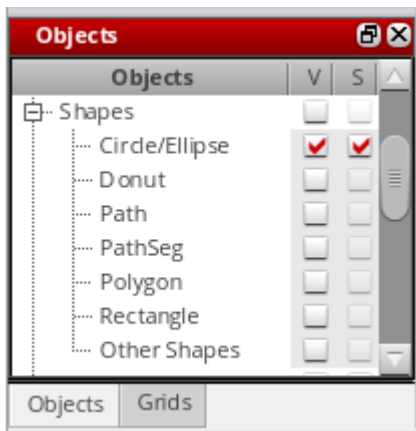 Objects
Objects V S
Shapes
Circle/Ellipse
Donut
Path
PathSeg
Polygon
Rectangle
Other Shapes
Objects Grids